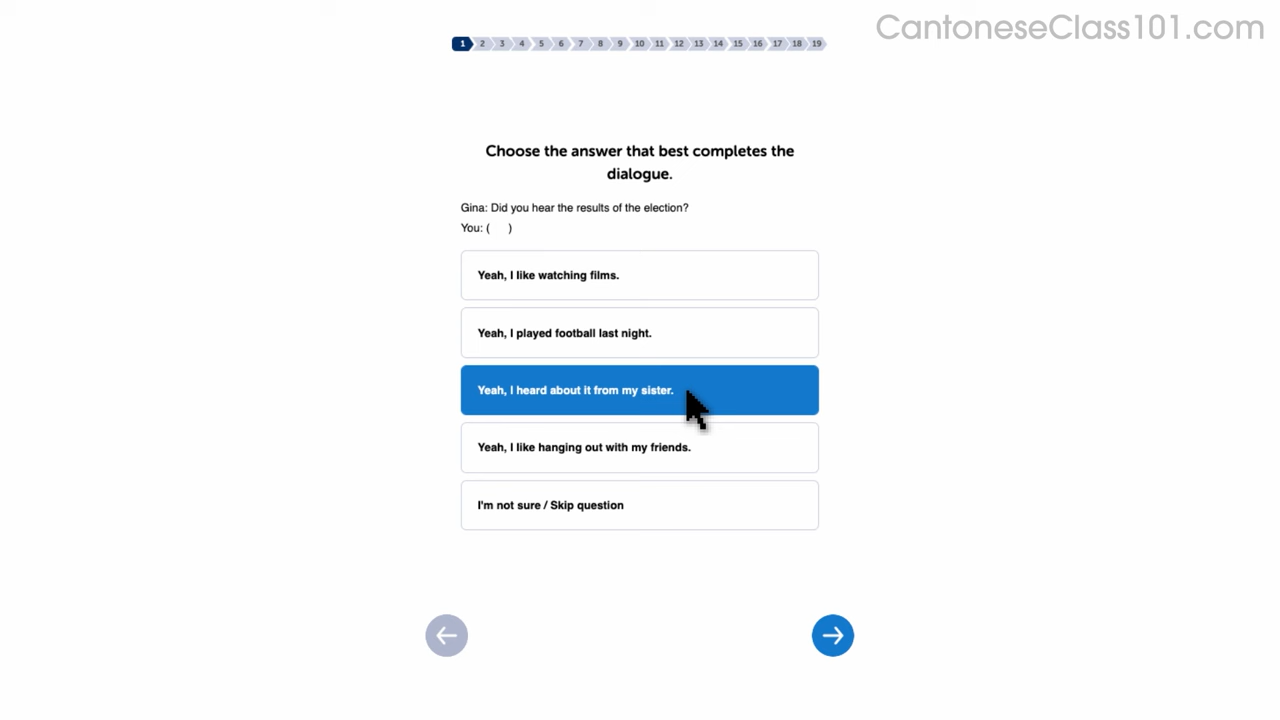 CantoneseClass101.com
1 2 3 4 5 6 7 8 9 10 11 12 13 14 15 16 17 18 19
Choose the answer that best completes the
dialogue.
Gina: Did you hear the results of the election?
You: ( )
Yeah, I like watching films.
Yeah, I played football last night.
Yeah, I heard about it from my sister.
Yeah, I like hanging out with my friends.
I'm not sure / Skip question